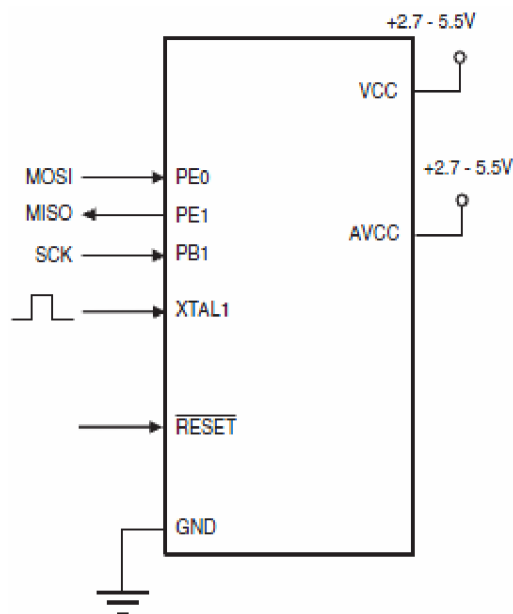 +2.7 - 5.5V
VCC
+2.7 - 5.5V
MOSI PE0
MISO PE1
AVCC
SCK PB1
XTAL1
RESET
GND